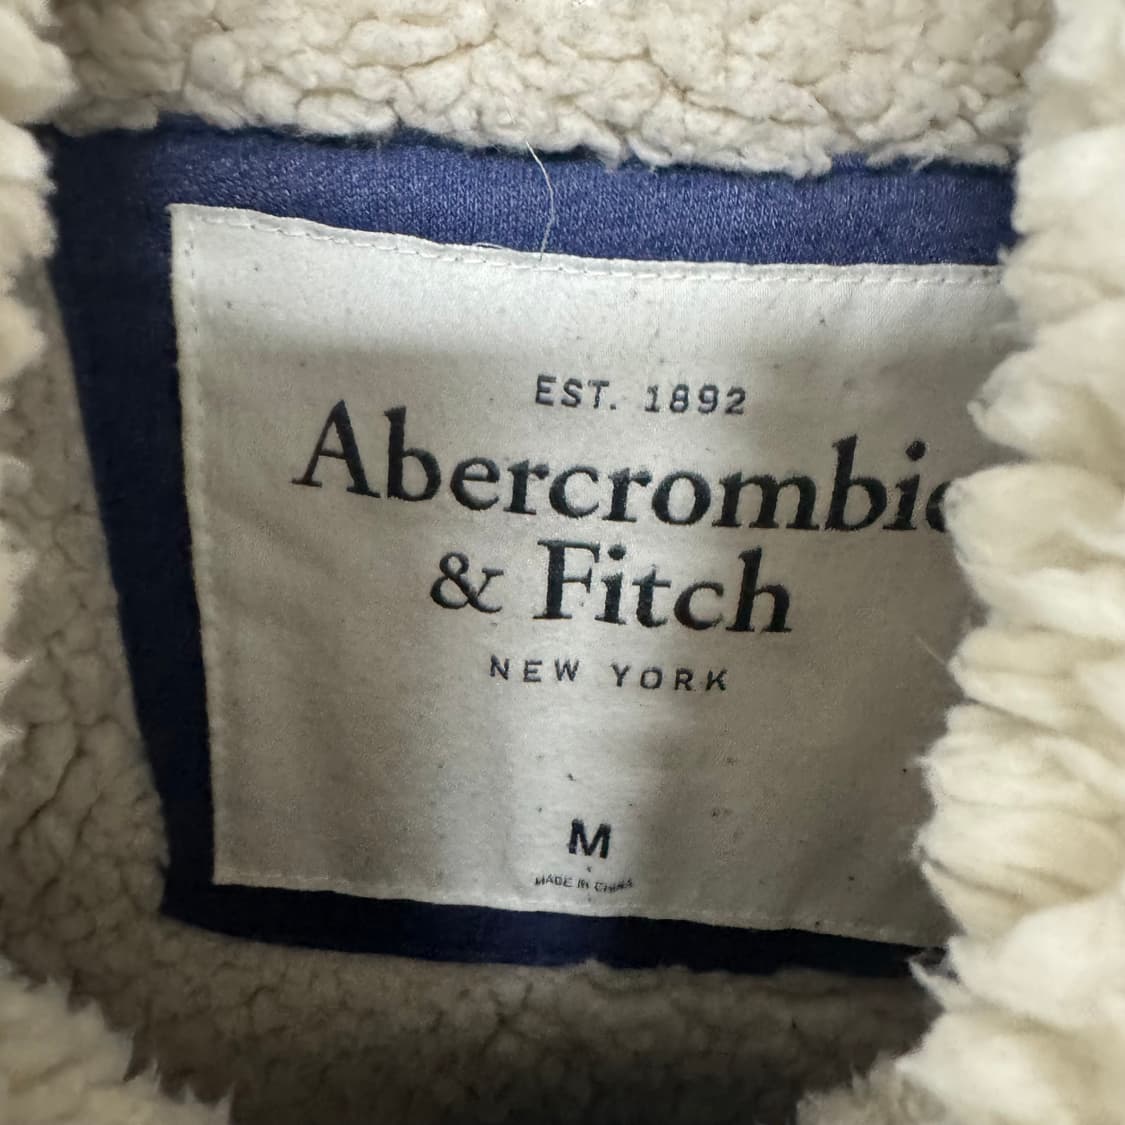 EST. 1892
Abercrombie
& Fitch
NEW YORK
M
MADE IN CHINA